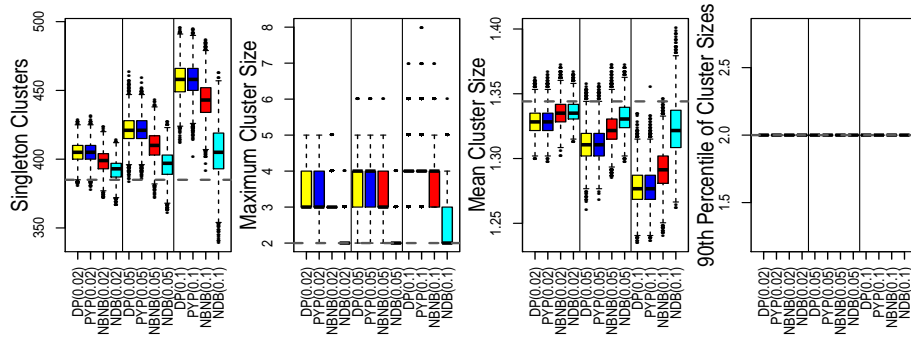 Singleton Clusters
500
450
400
350
DP(0.02)
PYP(0.02)
NBNB(0.02)
NDB(0.02)
DP(0.05)
PYP(0.05)
NBNB(0.05)
NDB(0.05)
DP(0.1)
PYP(0.1)
NBNB(0.1)
NDB(0.1)
Maximum Cluster Size
8
7
6
5
4
3
2
DP(0.02)
PYP(0.02)
NBNB(0.02)
NDB(0.02)
DP(0.05)
PYP(0.05)
NBNB(0.05)
NDB(0.05)
DP(0.1)
PYP(0.1)
NBNB(0.1)
NDB(0.1)
Mean Cluster Size
1.40
1.35
1.30
1.25
DP(0.02)
PYP(0.02)
NBNB(0.02)
NDB(0.02)
DP(0.05)
PYP(0.05)
NBNB(0.05)
NDB(0.05)
DP(0.1)
PYP(0.1)
NBNB(0.1)
NDB(0.1)
90th Percentile of Cluster Sizes
2.5
2.0
1.5
DP(0.02)
PYP(0.02)
NBNB(0.02)
NDB(0.02)
DP(0.05)
PYP(0.05)
NBNB(0.05)
NDB(0.05)
DP(0.1)
PYP(0.1)
NBNB(0.1)
NDB(0.1)